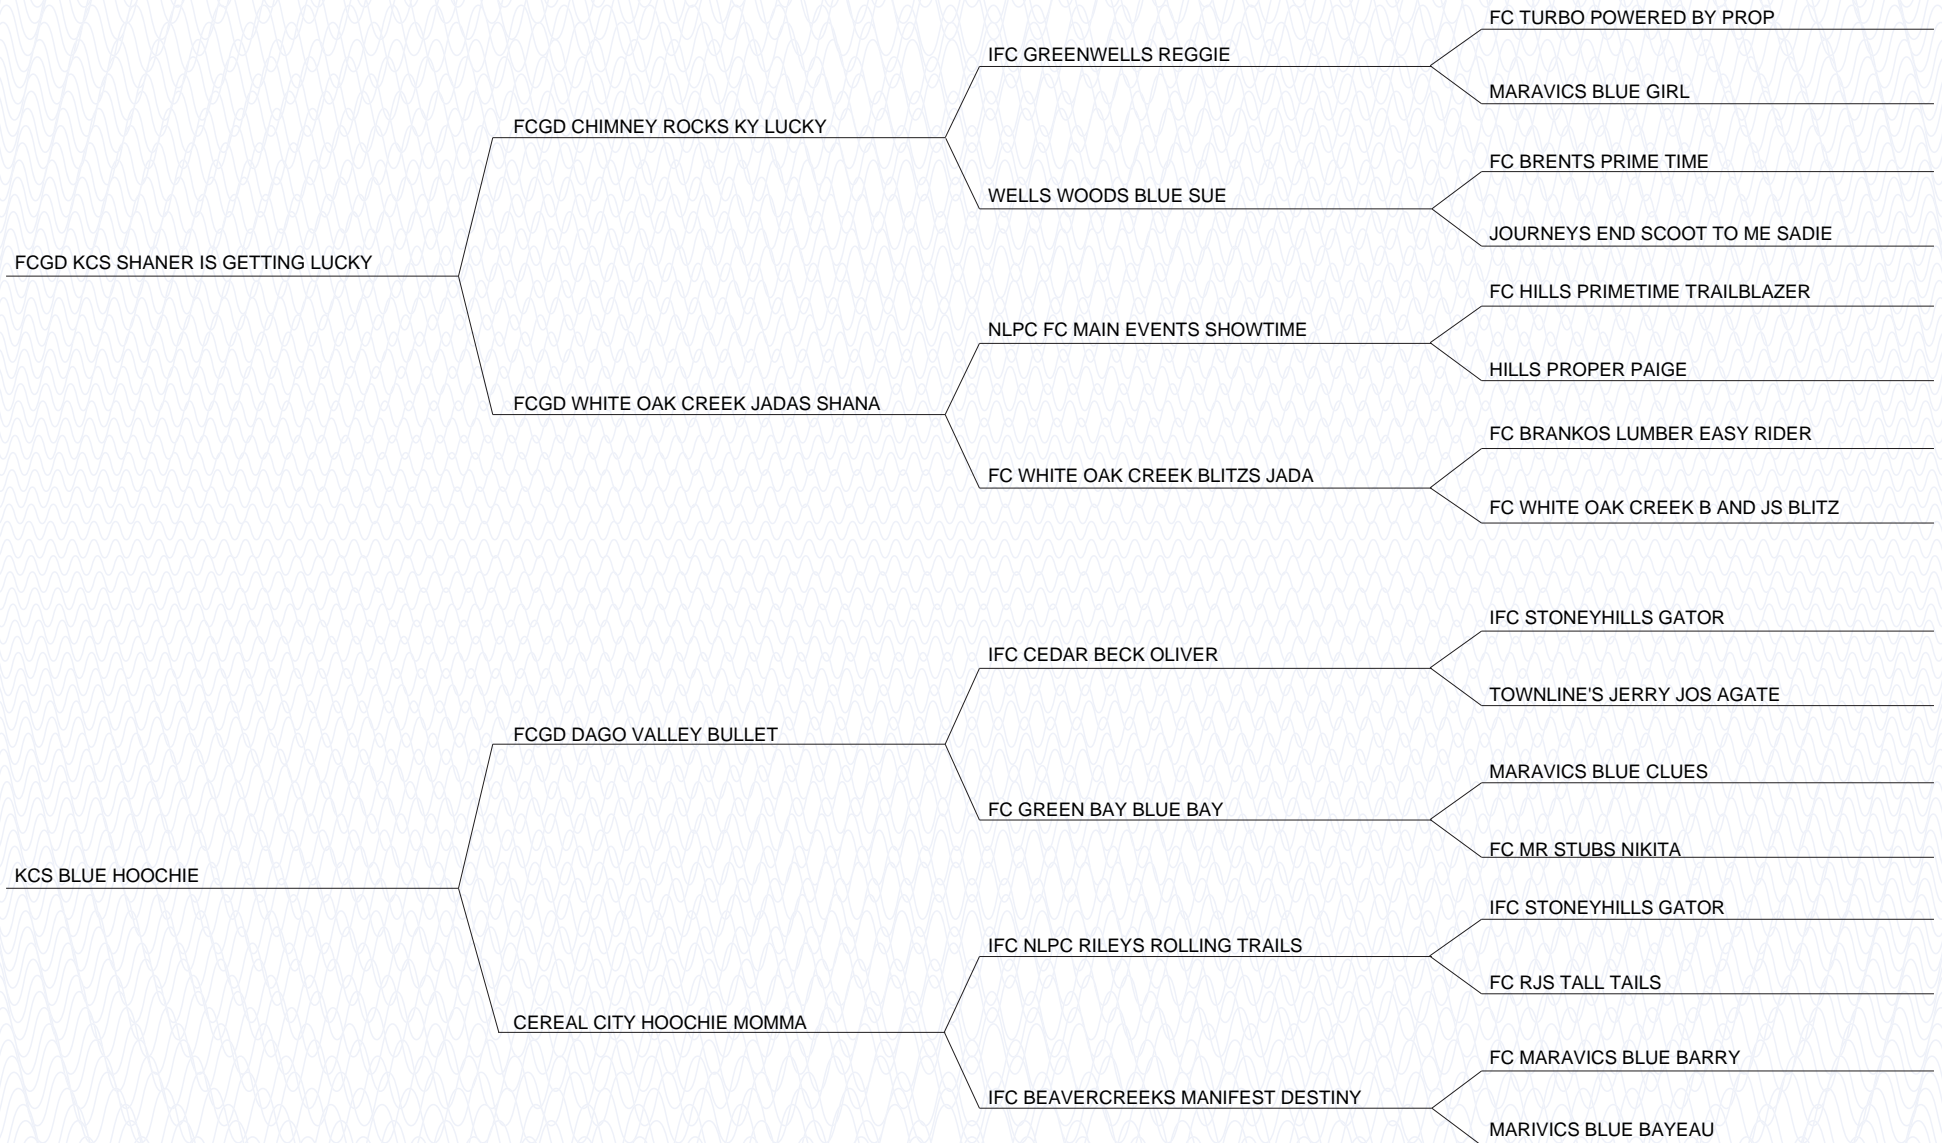 FC TURBO POWERED BY PROP
IFC GREENWELLS REGGIE
MARAVICS BLUE GIRL
FCGD CHIMNEY ROCKS KY LUCKY
FC BRENTS PRIME TIME
WELLS WOODS BLUE SUE
JOURNEYS END SCOOT TO ME SADIE
FCGD KCS SHANER IS GETTING LUCKY
FC HILLS PRIMETIME TRAILBLAZER
NLPC FC MAIN EVENTS SHOWTIME
HILLS PROPER PAIGE
FCGD WHITE OAK CREEK JADAS SHANA
FC BRANKOS LUMBER EASY RIDER
FC WHITE OAK CREEK BLITZS JADA
FC WHITE OAK CREEK B AND JS BLITZ
IFC STONEYHILLS GATOR
IFC CEDAR BECK OLIVER
TOWNLINE'S JERRY JOS AGATE
FCGD DAGO VALLEY BULLET
MARAVICS BLUE CLUES
FC GREEN BAY BLUE BAY
FC MR STUBS NIKITA
KCS BLUE HOOCHIE
IFC STONEYHILLS GATOR
IFC NLPC RILEYS ROLLING TRAILS
FC RJS TALL TAILS
CEREAL CITY HOOCHIE MOMMA
FC MARAVICS BLUE BARRY
IFC BEAVERCREEKS MANIFEST DESTINY
MARIVICS BLUE BAYEAU